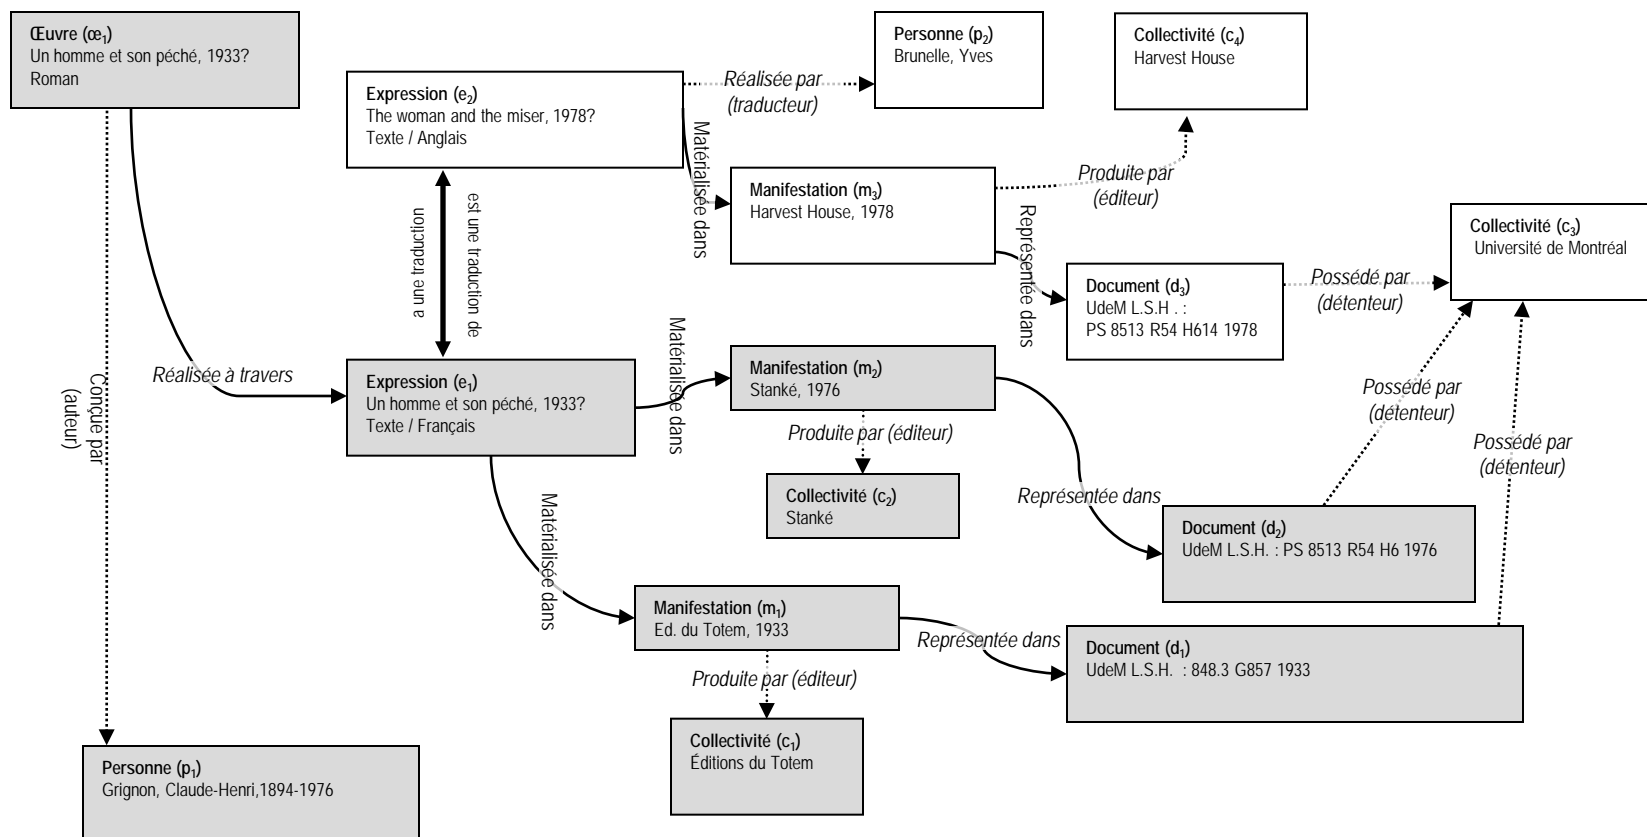 Œuvre (œ1)
Un homme et son péché, 1933?
Roman
Personne (p2)
Brunelle, Yves
Collectivité (c4)
Harvest House
Réalisée par
(traducteur)
Expression (e2)
The woman and the miser, 1978?
Texte / Anglais
Matérialisée dans
Manifestation (m3)
Harvest House, 1978
Produite par
(éditeur)
Collectivité (c3)
Université de Montréal
a une traduction
est une traduction de
Représentée dans
Document (d3)
UdeM L.S.H . :
PS 8513 R54 H614 1978
Possédé par
(détenteur)
Conçue par
(auteur)
Réalisée à travers
Expression (e1)
Un homme et son péché, 1933?
Texte / Français
Matérialisée dans
Manifestation (m2)
Stanké, 1976
Possédé par
(détenteur)
Produite par (éditeur)
Possédé par
(détenteur)
Collectivité (c2)
Stanké
Représentée dans
Document (d2)
UdeM L.S.H. : PS 8513 R54 H6 1976
Matérialisée dans
Manifestation (m1)
Ed. du Totem, 1933
Représentée dans
Document (d1)
UdeM L.S.H.  : 848.3 G857 1933
Produite par (éditeur)
Collectivité (c1)
Éditions du Totem
Personne (p1)
Grignon, Claude-Henri,1894-1976